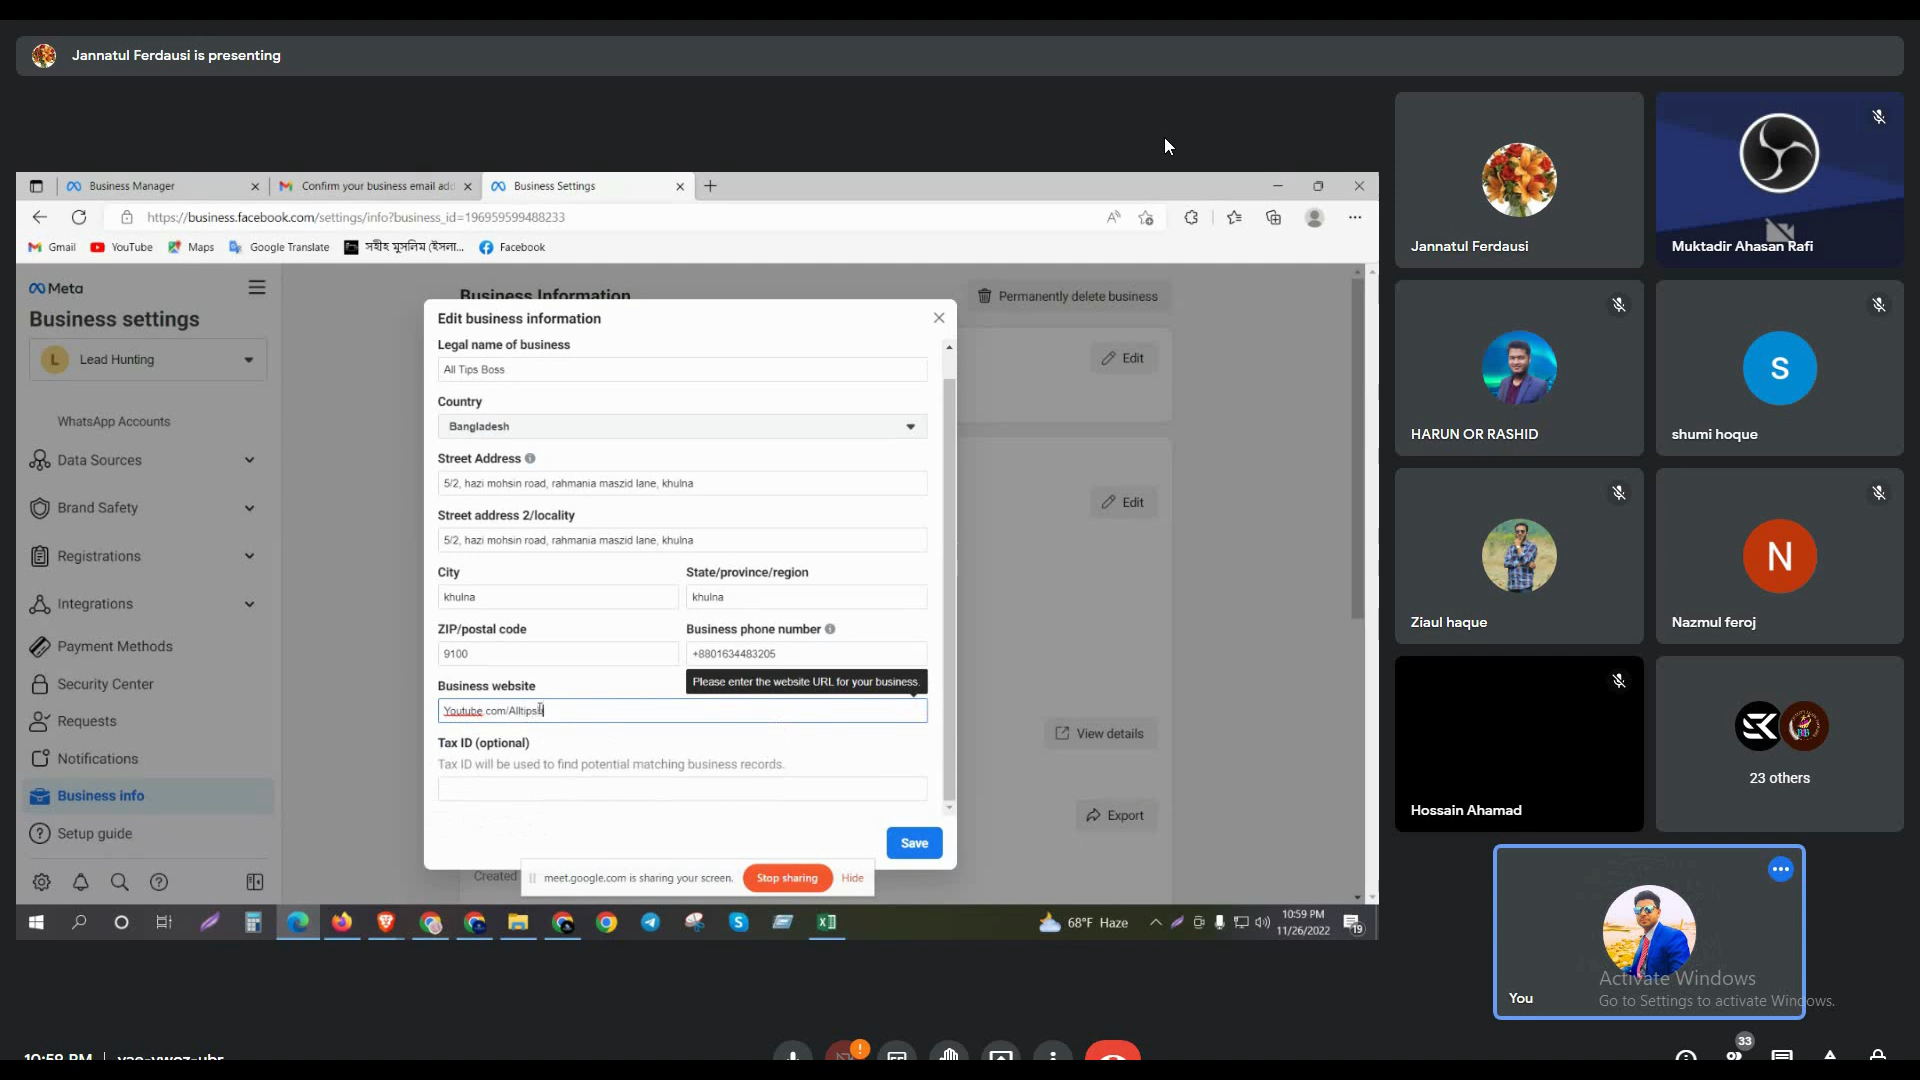 Jannatul Ferdausi is presenting
Business Manager
Confirm your business email add
Business Settings
https://business.facebook.com/settings/info?business_id=196959599488233
Gmail
YouTube
Maps
Google Translate
সহীহ মুসলিম (ইসলা...
Facebook
Meta
Business settings
L
Lead Hunting
WhatsApp Accounts
Data Sources
Brand Safety
Registrations
Integrations
Payment Methods
Security Center
Requests
Notifications
Business info
Setup guide
Business Information
Permanently delete business
Edit
Edit
View details
Export
Created
Edit business information
Legal name of business
All Tips Boss
Country
Bangladesh
Street Address
5/2, hazi mohsin road, rahmania maszid lane, khulna
Street address 2/locality
5/2, hazi mohsin road, rahmania maszid lane, khulna
City
State/province/region
khulna
khulna
ZIP/postal code
Business phone number
9100
+8801634483205
Business website
Please enter the website URL for your business.
Tax ID (optional)
Tax ID will be used to find potential matching business records.
Save
meet.google.com is sharing your screen.
Stop sharing
Hide
68°F Haze
10:59 PM
11/26/2022
19
Jannatul Ferdausi
Muktadir Ahasan Rafi
HARUN OR RASHID
S
shumi hoque
Ziaul haque
N
Nazmul feroj
Hossain Ahamad
23 others
You
Activate Windows
Go to Settings to activate Windows.
10:59 PM
33